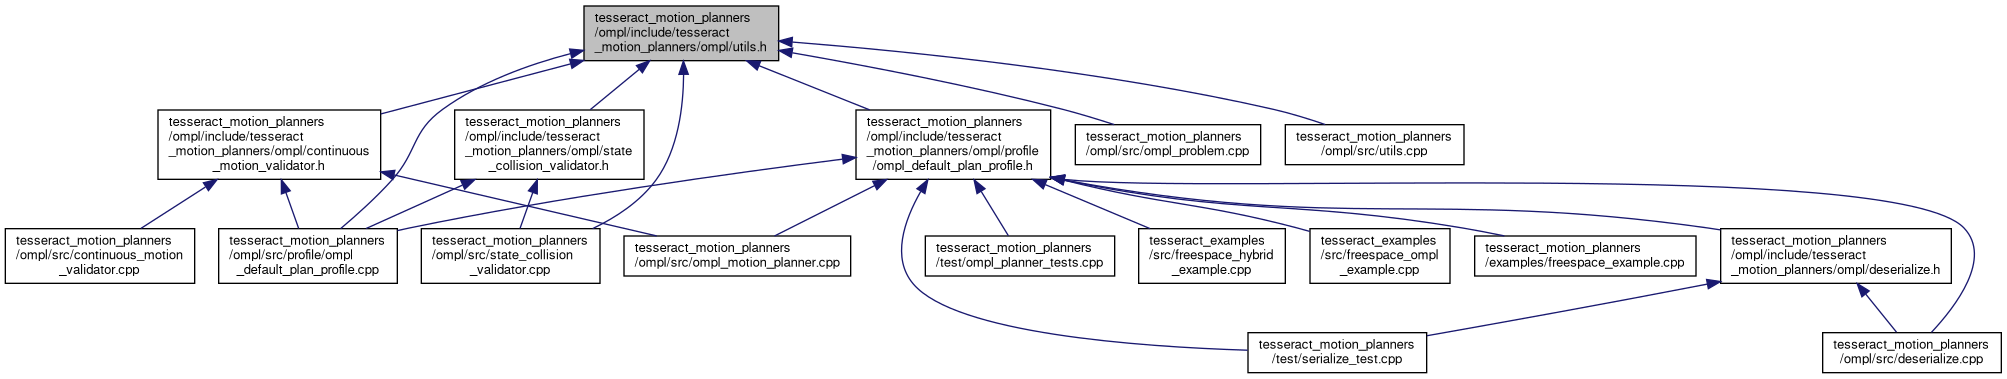 tesseract_motion_planners
/ompl/include/tesseract
_motion_planners/ompl/utils.h
tesseract_motion_planners
/ompl/include/tesseract
_motion_planners/ompl/continuous
_motion_validator.h
tesseract_motion_planners
/ompl/include/tesseract
_motion_planners/ompl/state
_collision_validator.h
tesseract_motion_planners
/ompl/include/tesseract
_motion_planners/ompl/profile
/ompl_default_plan_profile.h
tesseract_motion_planners
/ompl/src/ompl_problem.cpp
tesseract_motion_planners
/ompl/src/utils.cpp
tesseract_motion_planners
/ompl/src/continuous_motion
_validator.cpp
tesseract_motion_planners
/ompl/src/profile/ompl
_default_plan_profile.cpp
tesseract_motion_planners
/ompl/src/state_collision
_validator.cpp
tesseract_motion_planners
/ompl/src/ompl_motion_planner.cpp
tesseract_motion_planners
/test/ompl_planner_tests.cpp
tesseract_examples
/src/freespace_hybrid
_example.cpp
tesseract_examples
/src/freespace_ompl
_example.cpp
tesseract_motion_planners
/examples/freespace_example.cpp
tesseract_motion_planners
/ompl/include/tesseract
_motion_planners/ompl/deserialize.h
tesseract_motion_planners
/test/serialize_test.cpp
tesseract_motion_planners
/ompl/src/deserialize.cpp